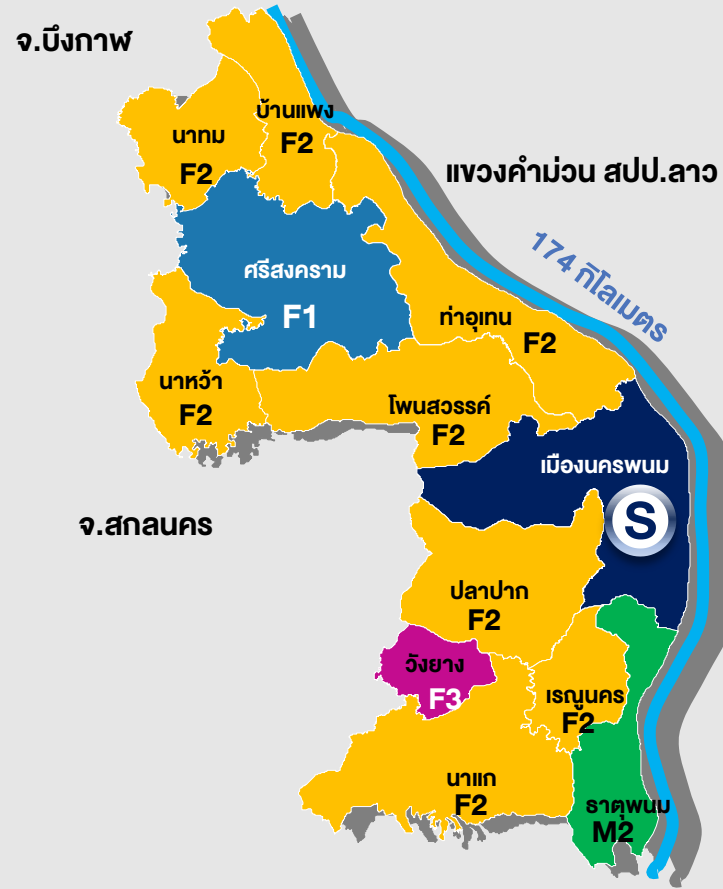 จ.บึงกาฬ
บ้านแพง
F2
นาทม
F2
แขวงคำม่วน สปป.ลาว
174 กิโลเมตร
ศรีสงคราม
F1
ท่าอุเทน
F2
นาหว้า
F2
โพนสวรรค์
F2
เมืองนครพนม
S
จ.สกลนคร
ปลาปาก
F2
วังยาง
F3
เรณูนคร
F2
นาแก
F2
ธาตุพนม
M2